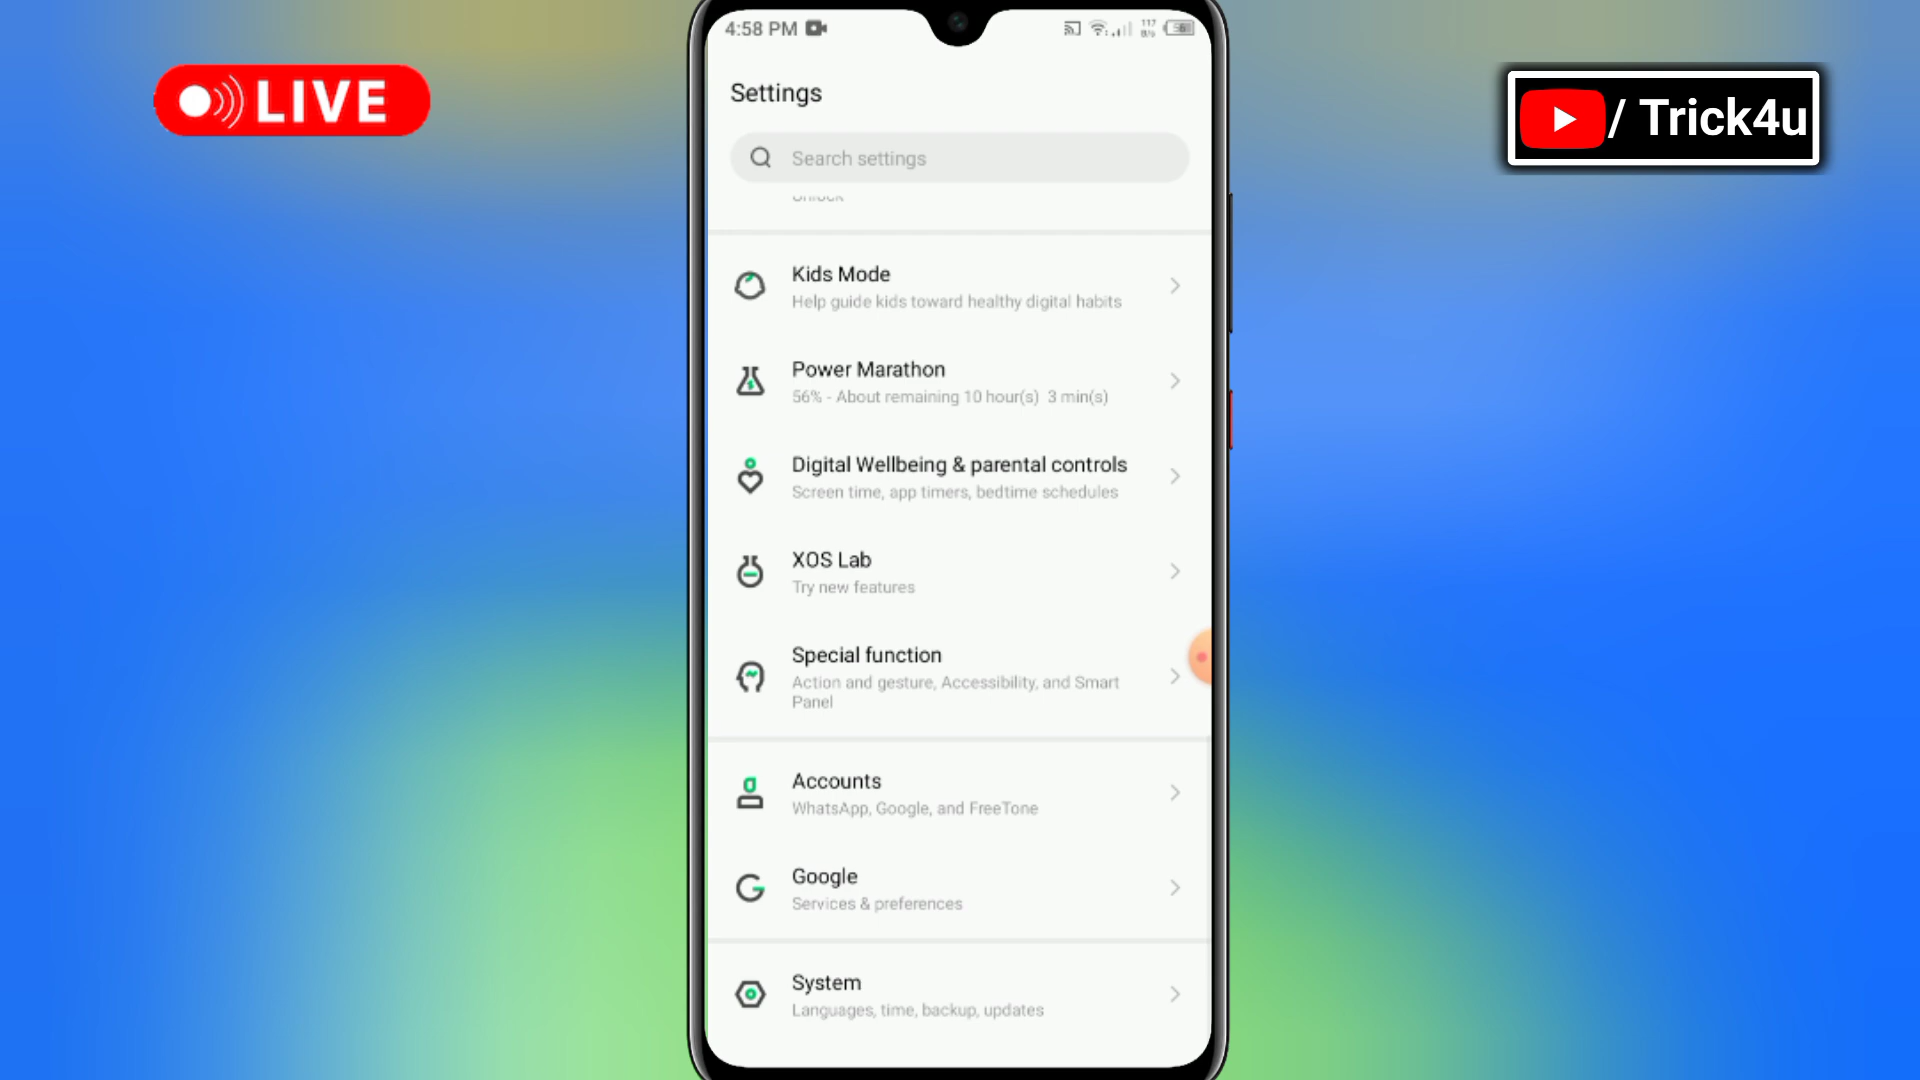 LIVE
/ Trick4u
4:58 PM
117
B/s
56
Settings
Search settings
Unlock
Kids Mode
Help guide kids toward healthy digital habits
Power Marathon
56% - About remaining 10 hour(s) 3 min(s)
Digital Wellbeing & parental controls
Screen time, app timers, bedtime schedules
XOS Lab
Try new features
Special function
Action and gesture, Accessibility, and Smart
Panel
Accounts
WhatsApp, Google, and FreeTone
Google
Services & preferences
System
Languages, time, backup, updates